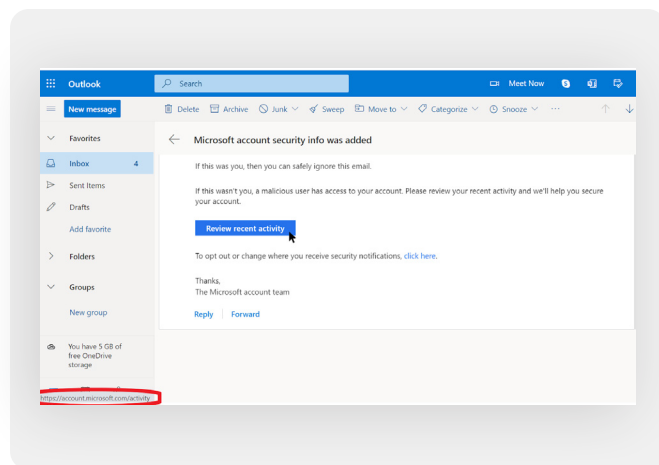 Outlook
Search
Meet Now
New message
Delete Archive Junk Sweep Move to Categorize Snooze ...
Favorites
Microsoft account security info was added
Inbox 4
If this was you, then you can safely ignore this email.
Sent Items
If this wasn't you, a malicious user has access to your account. Please review your recent activity and we'll help you secure
your account.
Drafts
Add favorite
Review recent activity
Folders
To opt out or change where you receive security notifications, click here.
Groups
Thanks,
The Microsoft account team
New group
Reply Forward
You have 5 GB of
free OneDrive
storage
https://account.microsoft.com/activity